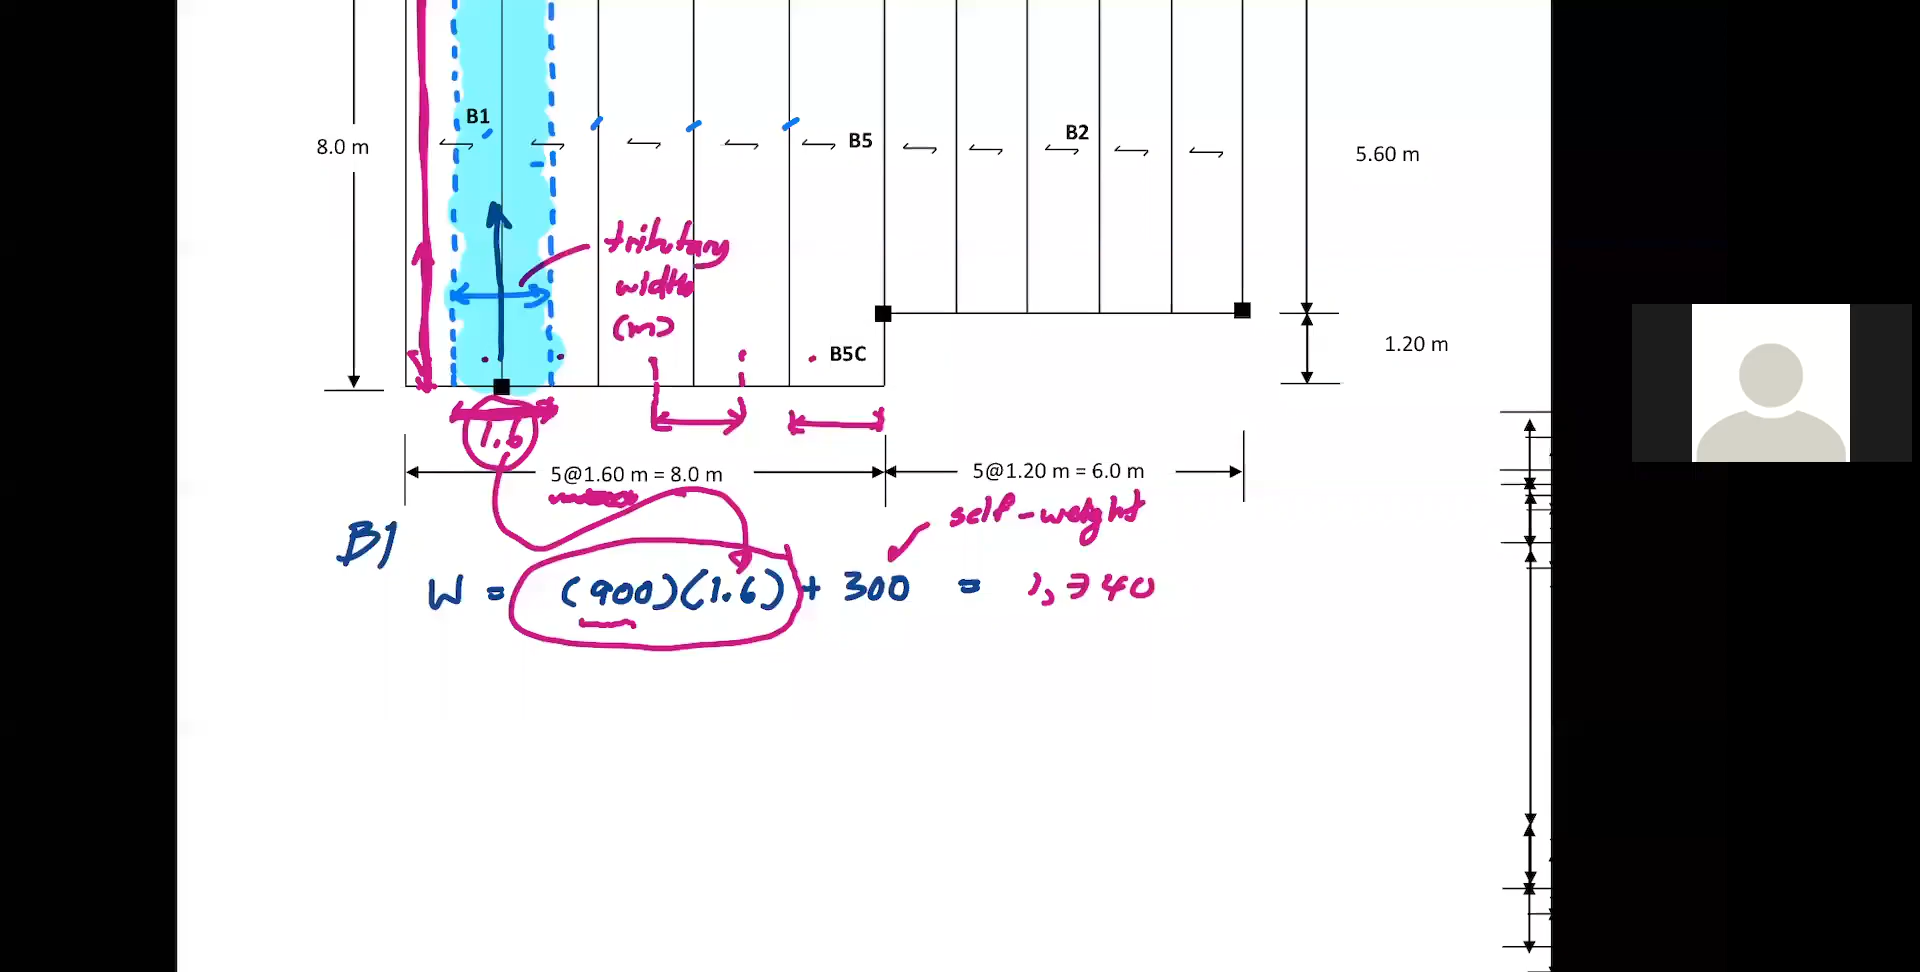 B1
8.0 m
B5
B2
5.60 m
tributary
width
(m)
B5C
1.20 m
1.6
5@1.60 m = 8.0 m
5@1.20 m = 6.0 m
self-weight
B1
W = (900)(1.6) + 300 = 1,740